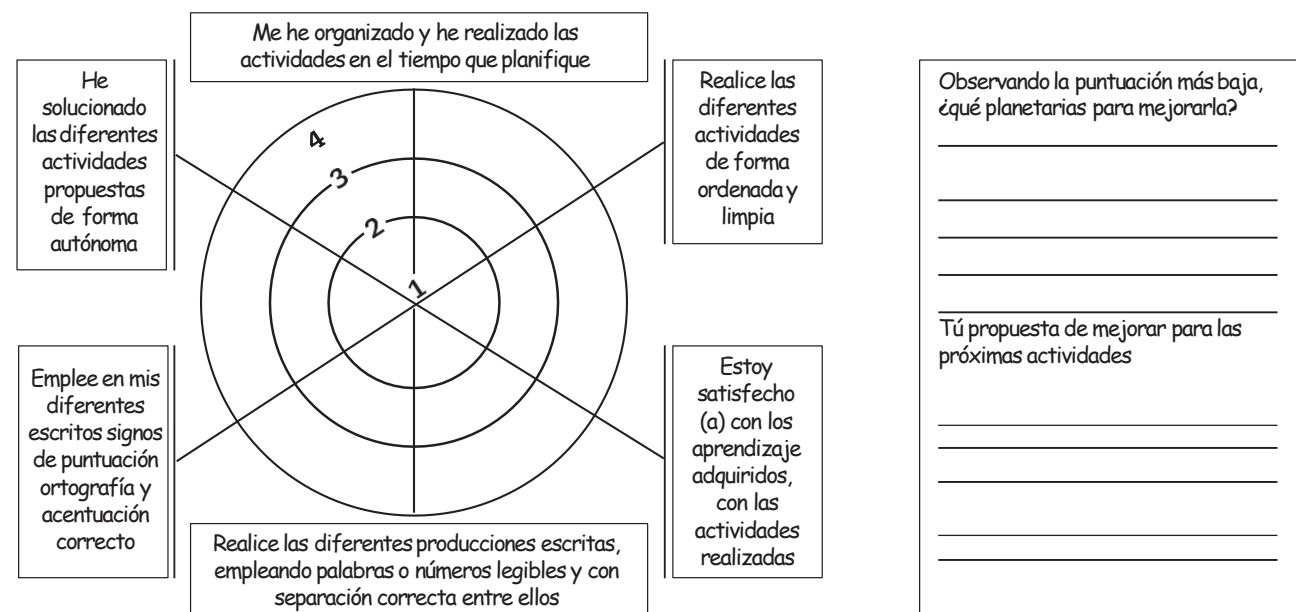 Me he organizado y he realizado las
actividades en el tiempo que planifique
He
solucionado
las diferentes
actividades
propuestas
de forma
autónoma
Realice las
diferentes
actividades
de forma
ordenada y
limpia
4
3
2
1
Emplee en mis
diferentes
escritos signos
de puntuación
ortografía y
acentuación
correcto
Estoy
satisfecho
(a) con los
aprendizaje
adquiridos,
con las
actividades
realizadas
Realice las diferentes producciones escritas,
empleando palabras o números legibles y con
separación correcta entre ellos
Observando la puntuación más baja,
¿qué planetarias para mejorarla?
Tú propuesta de mejorar para las
próximas actividades